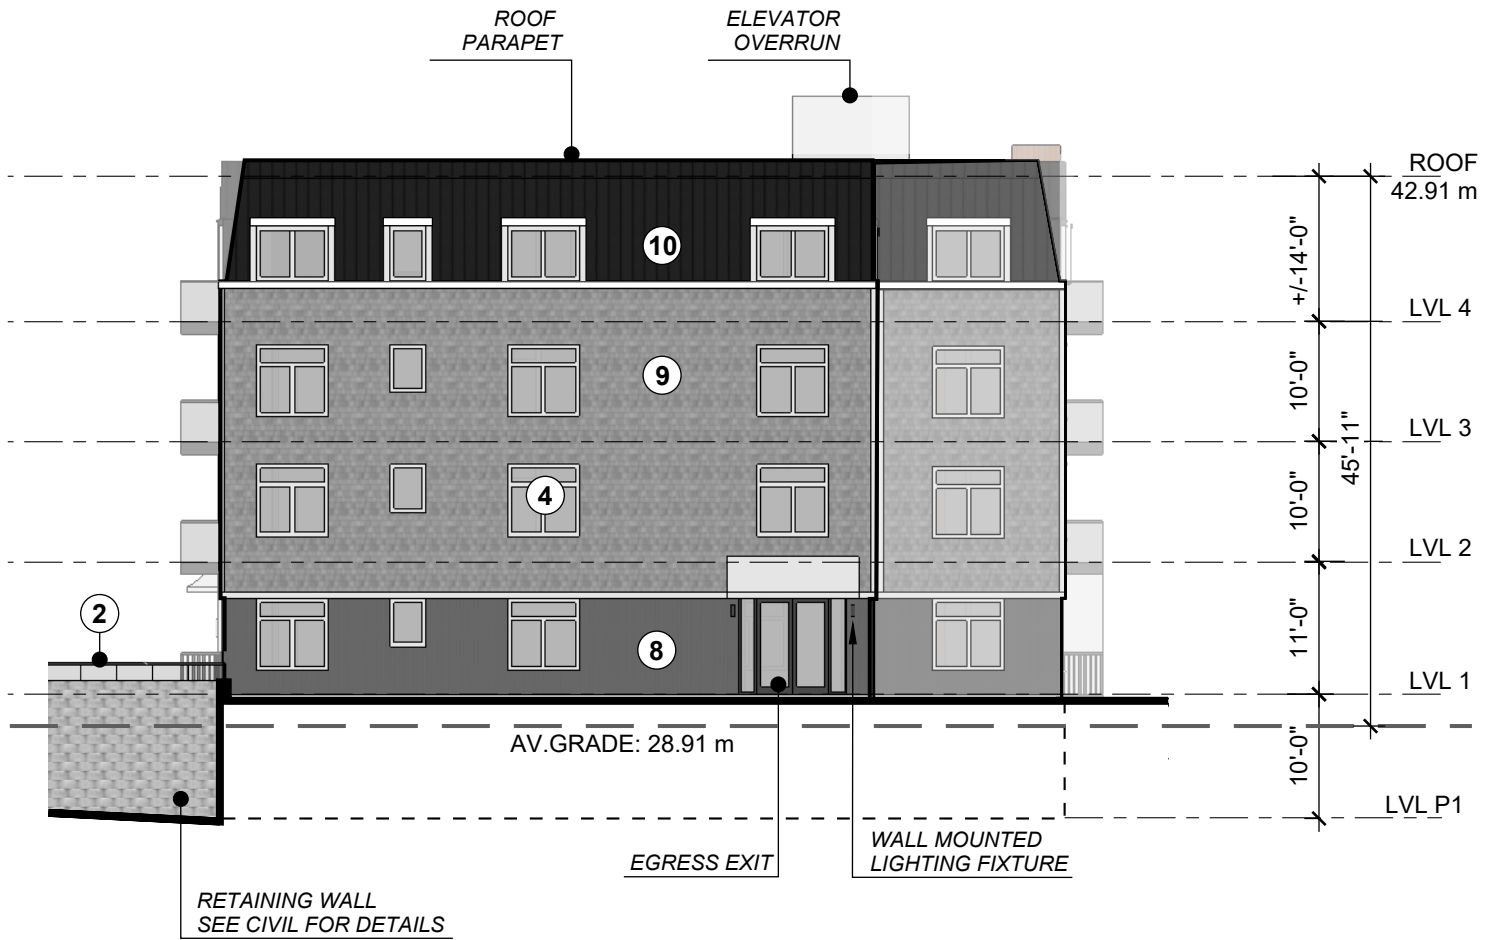 ROOF
PARAPET
ELEVATOR
OVERRUN
ROOF
42.91 m
10
+/-14'-0"
LVL 4
9
10'-0"
LVL 3
45'-11"
4
10'-0"
LVL 2
2
11'-0"
8
LVL 1
AV.GRADE: 28.91 m
10'-0"
LVL P1
EGRESS EXIT
WALL MOUNTED
LIGHTING FIXTURE
RETAINING WALL
SEE CIVIL FOR DETAILS